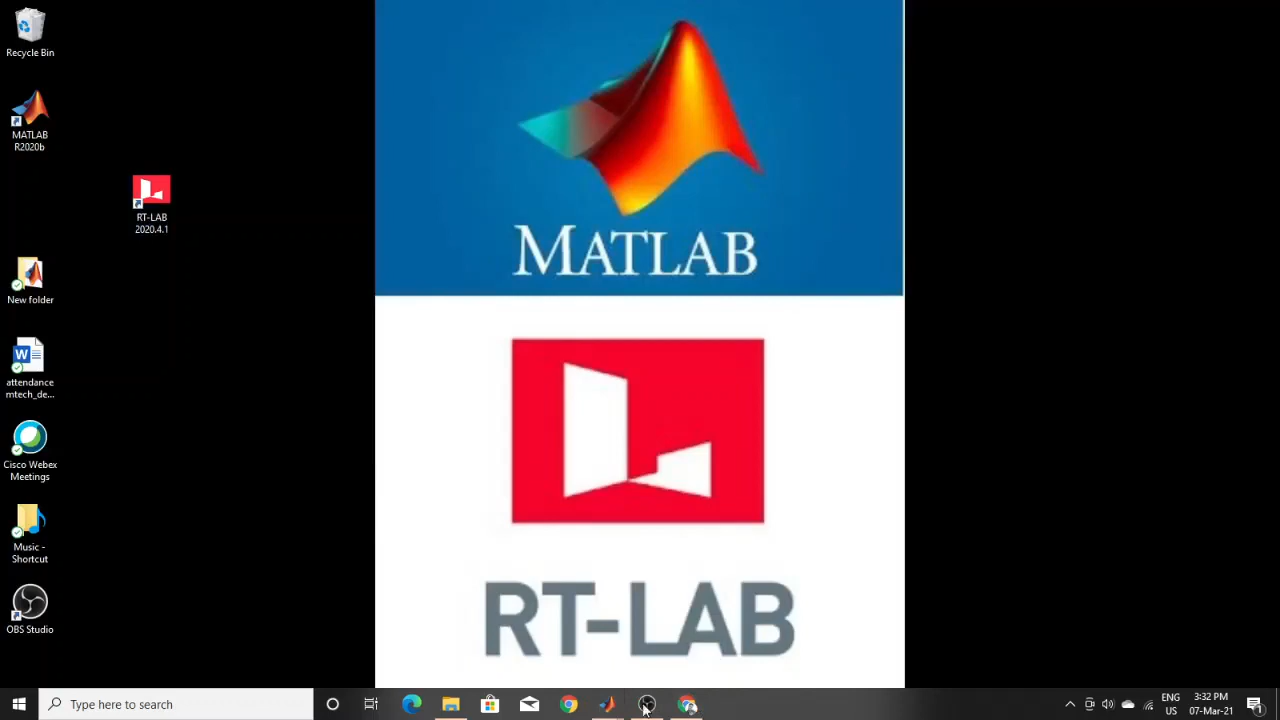 Recycle Bin
MATLAB
R2020b
RT-LAB
2020.4.1
New folder
attendance
mtech_de...
Cisco Webex
Meetings
Music -
Shortcut
OBS Studio
MATLAB
RT-LAB
Type here to search
ENG
US
3:32 PM
07-Mar-21
1